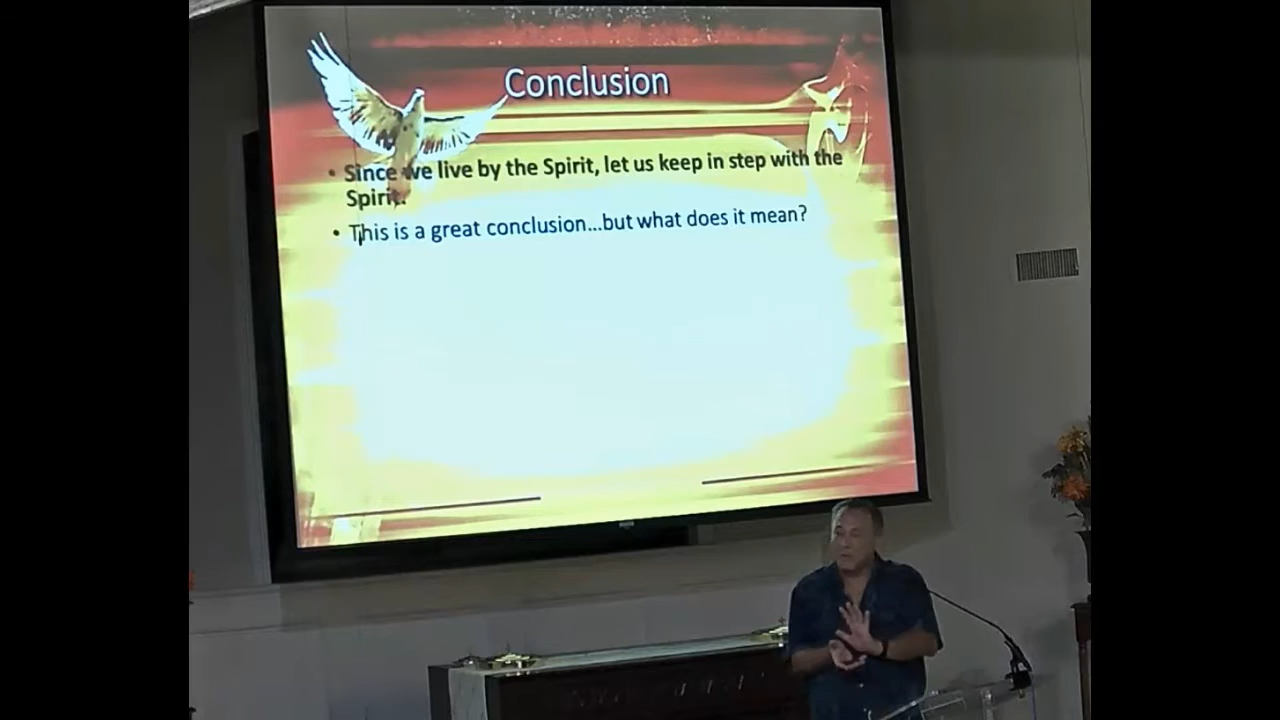 Conclusion
• Since we live by the Spirit, let us keep in step with the
Spirit.
• This is a great conclusion...but what does it mean?